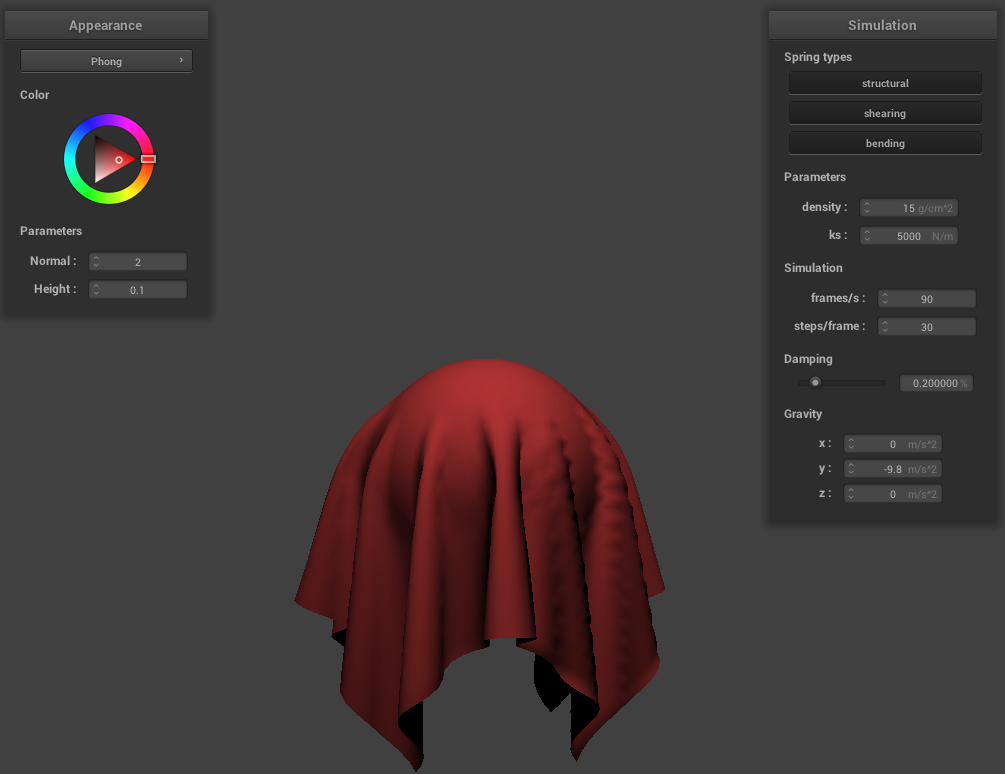 Appearance
Phong
Color
Parameters
Normal : 2
Height : 0.1
Simulation
Spring types
structural
shearing
bending
Parameters
density : 15 g/cm^2
ks : 5000 N/m
Simulation
frames/s : 90
steps/frame : 30
Damping
0.200000 %
Gravity
x : 0 m/s^2
y : -9.8 m/s^2
z : 0 m/s^2